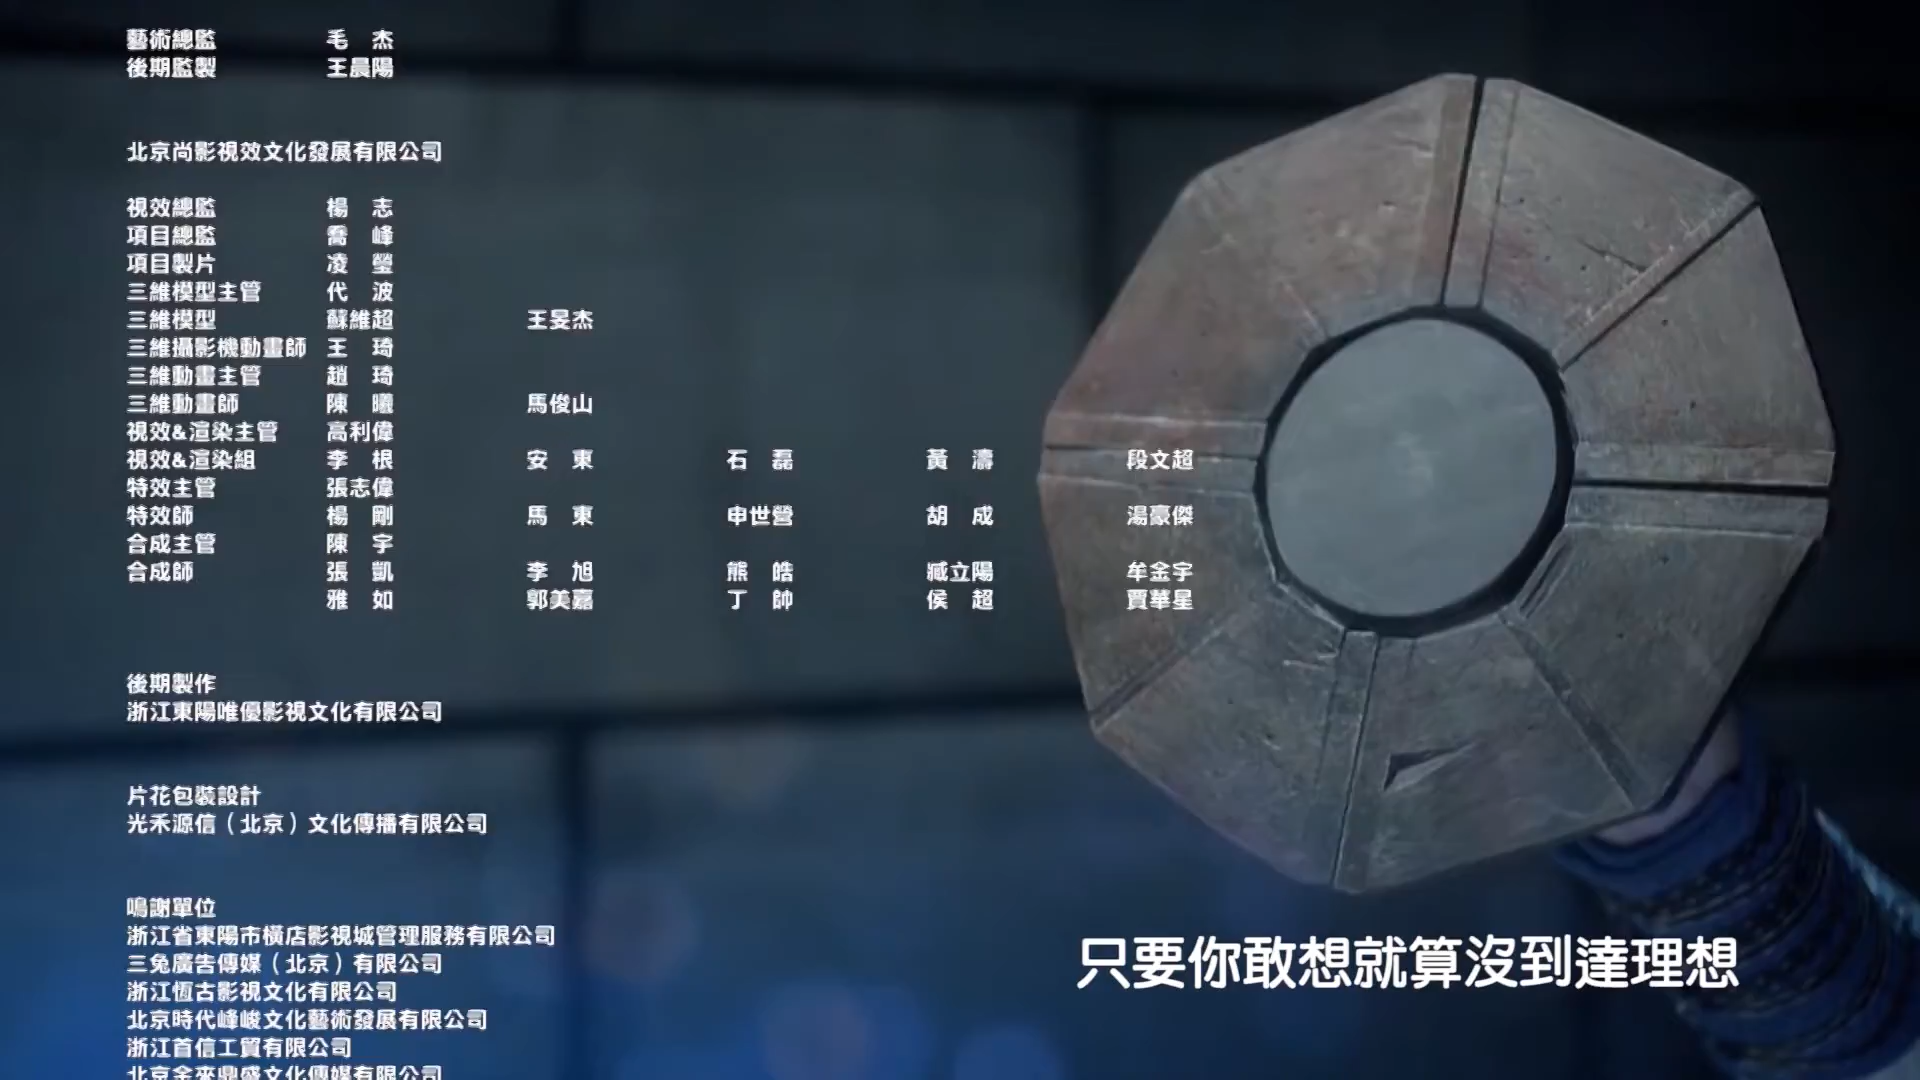 藝術總監 毛 杰
後期監製 王晨陽
北京尚影視效文化發展有限公司
視效總監 楊 志
項目總監 喬 峰
項目製片 凌 瑩
三維模型主管 代 波
三維模型 蘇維超 王旻杰
三維攝影機動畫師 王 琦
三維動畫主管 趙 琦
三維動畫師 陳 曦 馬俊山
視效&渲染主管 高利偉
視效&渲染組 李 根 安 東 石 磊 黃 濤 段文超
特效主管 張志偉
特效師 楊 剛 馬 東 申世營 胡 成 湯豪傑
合成主管 陳 宇
合成師 張 凱 李 旭 熊 皓 臧立陽 牟金宇
雅 如 郭美嘉 丁 帥 侯 超 賈華星
後期製作
浙江東陽唯優影視文化有限公司
片花包裝設計
光禾源信（北京）文化傳播有限公司
鳴謝單位
浙江省東陽市橫店影視城管理服務有限公司
三兔廣告傳媒（北京）有限公司
浙江恆古影視文化有限公司
北京時代峰峻文化藝術發展有限公司
浙江首信工貿有限公司
北京金來鼎盛文化傳媒有限公司
只要你敢想就算沒到達理想